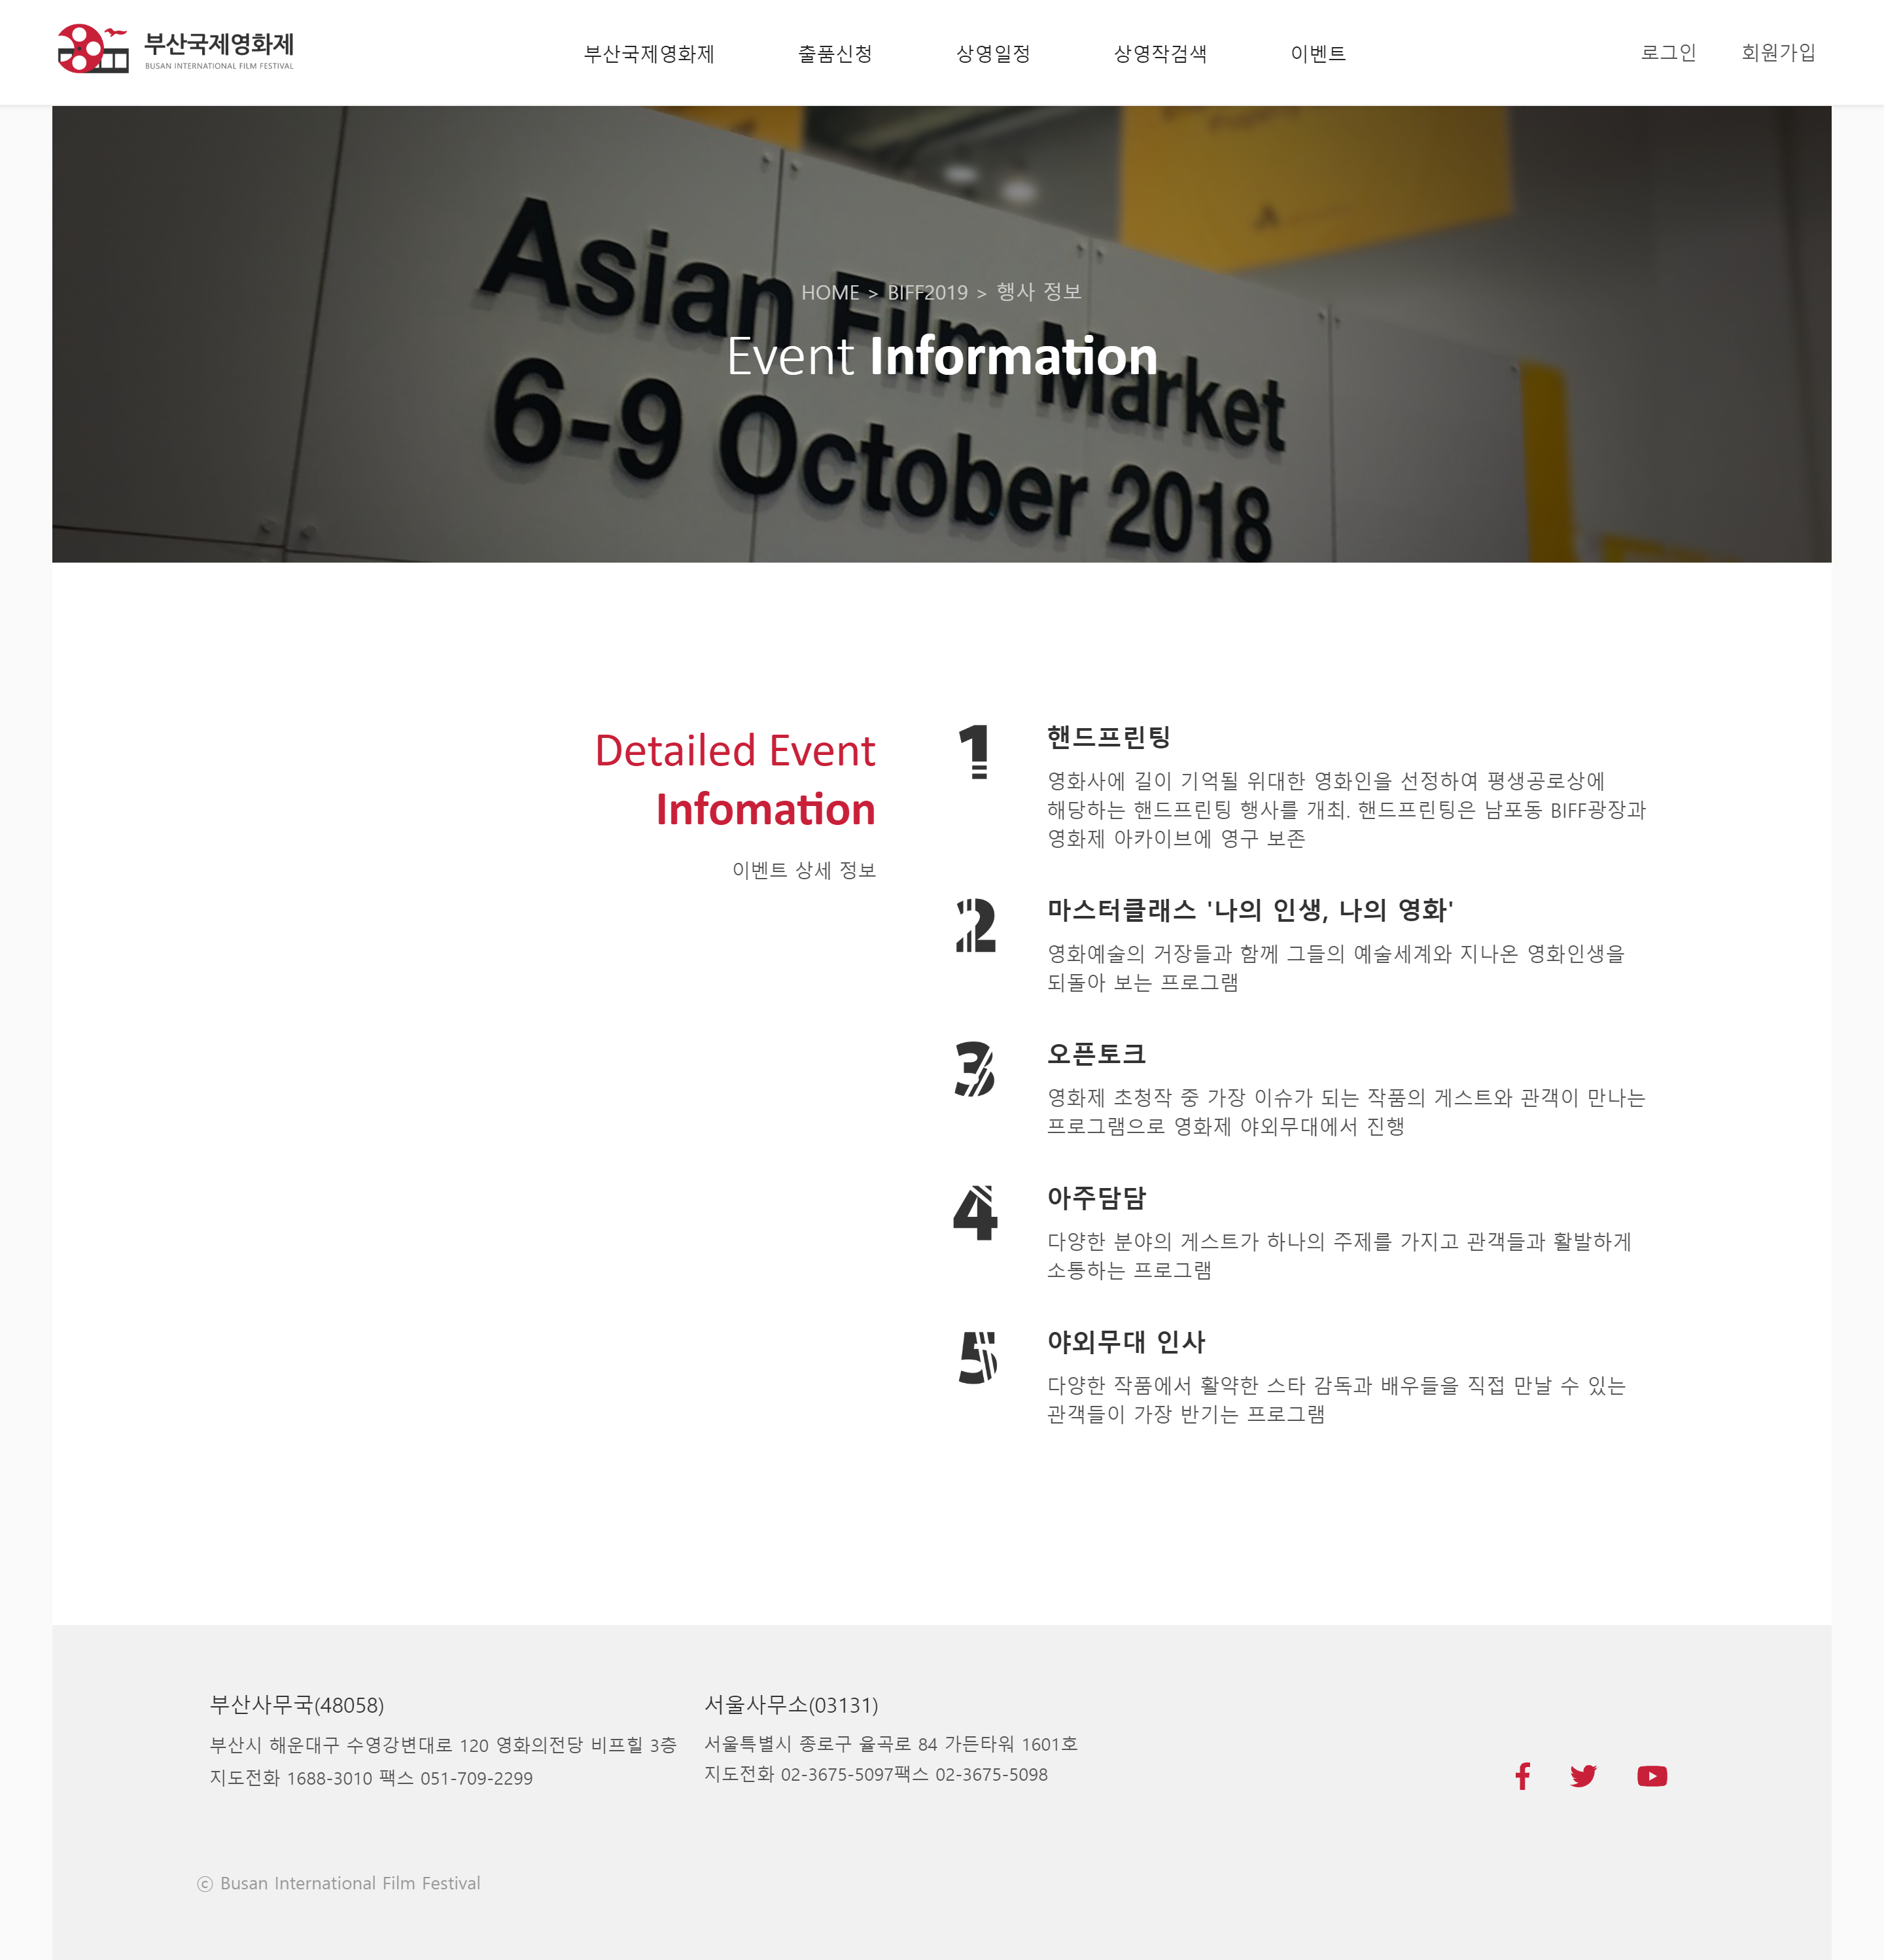 부산국제영화제
BUSAN INTERNATIONAL FILM FESTIVAL
부산국제영화제 출품신청 상영일정 상영작검색 이벤트
로그인 회원가입
Asian Film Market
6-9 October 2018
HOME > BIFF2019 > 행사 정보
Event Information
Detailed Event
Infomation
이벤트 상세 정보
1 핸드프린팅
영화사에 길이 기억될 위대한 영화인을 선정하여 평생공로상에
해당하는 핸드프린팅 행사를 개최. 핸드프린팅은 남포동 BIFF광장과
영화제 아카이브에 영구 보존
2 마스터클래스 '나의 인생, 나의 영화'
영화예술의 거장들과 함께 그들의 예술세계와 지나온 영화인생을
되돌아 보는 프로그램
3 오픈토크
영화제 초청작 중 가장 이슈가 되는 작품의 게스트와 관객이 만나는
프로그램으로 영화제 야외무대에서 진행
4 아주담담
다양한 분야의 게스트가 하나의 주제를 가지고 관객들과 활발하게
소통하는 프로그램
5 야외무대 인사
다양한 작품에서 활약한 스타 감독과 배우들을 직접 만날 수 있는
관객들이 가장 반기는 프로그램
부산사무국(48058)
부산시 해운대구 수영강변대로 120 영화의전당 비프힐 3층
지도전화 1688-3010 팩스 051-709-2299
서울사무소(03131)
서울특별시 종로구 율곡로 84 가든타워 1601호
지도전화 02-3675-5097팩스 02-3675-5098
ⓒ Busan International Film Festival